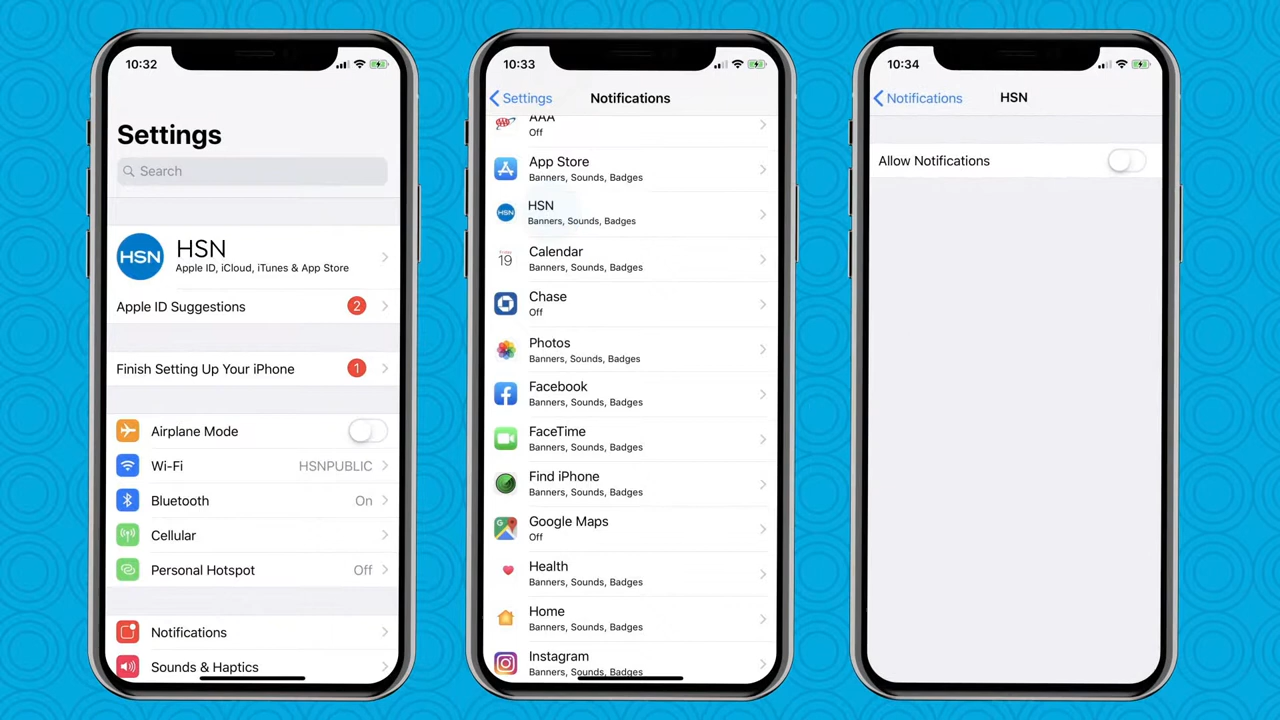 10:32
Settings
Search
HSN
HSN
Apple ID, iCloud, iTunes & App Store
Apple ID Suggestions
2
Finish Setting Up Your iPhone
1
Airplane Mode
Wi-Fi
HSNPUBLIC
Bluetooth
On
Cellular
Personal Hotspot
Off
Notifications
Sounds & Haptics
10:33
Settings
Notifications
AAA
Off
App Store
Banners, Sounds, Badges
HSN
HSN
Banners, Sounds, Badges
19
Calendar
Banners, Sounds, Badges
Chase
Off
Photos
Banners, Sounds, Badges
Facebook
Banners, Sounds, Badges
FaceTime
Banners, Sounds, Badges
Find iPhone
Banners, Sounds, Badges
Google Maps
Off
Health
Banners, Sounds, Badges
Home
Banners, Sounds, Badges
Instagram
Banners, Sounds, Badges
10:34
Notifications
HSN
Allow Notifications